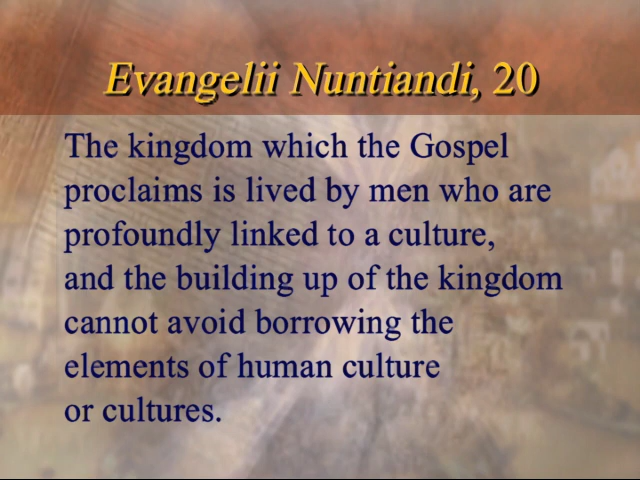 Evangelii Nuntiandi, 20
The kingdom which the Gospel
proclaims is lived by men who are
profoundly linked to a culture,
and the building up of the kingdom
cannot avoid borrowing the
elements of human culture
or cultures.